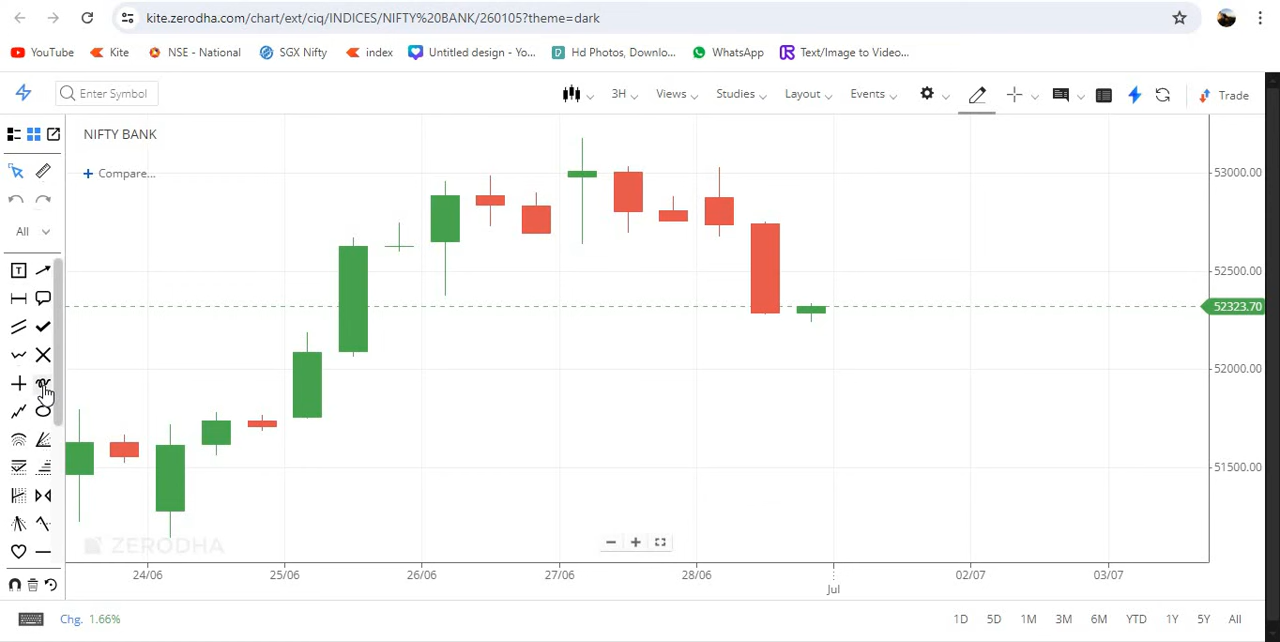 kite.zerodha.com/chart/ext/ciq/INDICES/NIFTY%20BANK/260105?theme=dark
YouTube Kite NSE - National SGX Nifty index Untitled design - Yo... Hd Photos, Downlo... WhatsApp Text/Image to Video...
Enter Symbol 3H Views Studies Layout Events Trade
NIFTY BANK
Compare...
All
T
53000.00
52500.00
52323.70
52000.00
51500.00
ZERODHA
24/06 25/06 26/06 27/06 28/06 Jul 02/07 03/07
Chg. 1.66% 1D 5D 1M 3M 6M YTD 1Y 5Y All